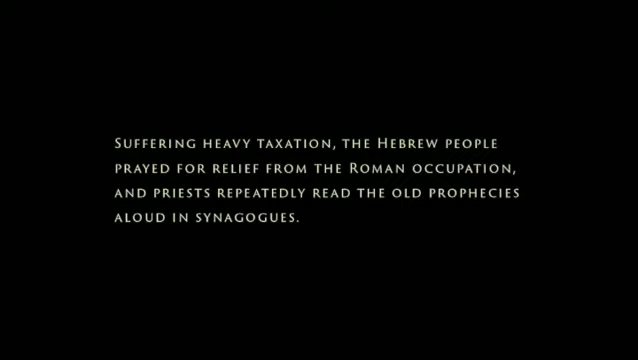 Suffering heavy taxation, the Hebrew people
prayed for relief from the Roman occupation,
and priests repeatedly read the old prophecies
aloud in synagogues.